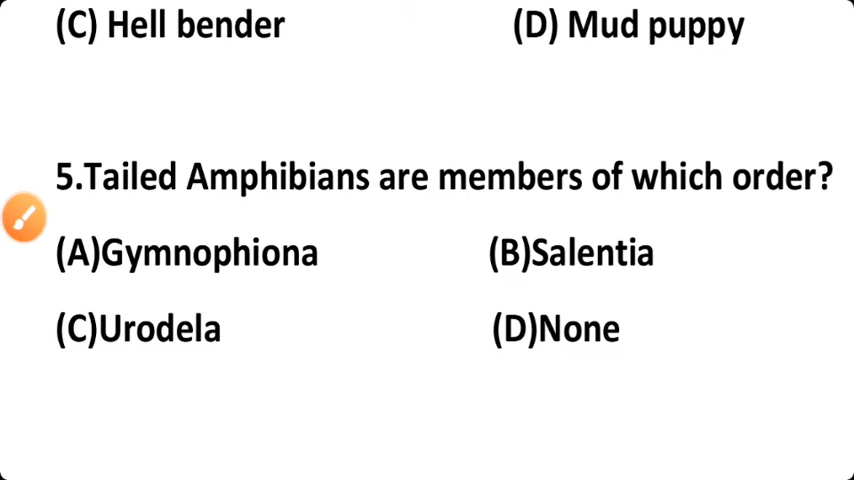 (C) Hell bender (D) Mud puppy
5.Tailed Amphibians are members of which order?
(A)Gymnophiona (B)Salentia
(C)Urodela (D)None